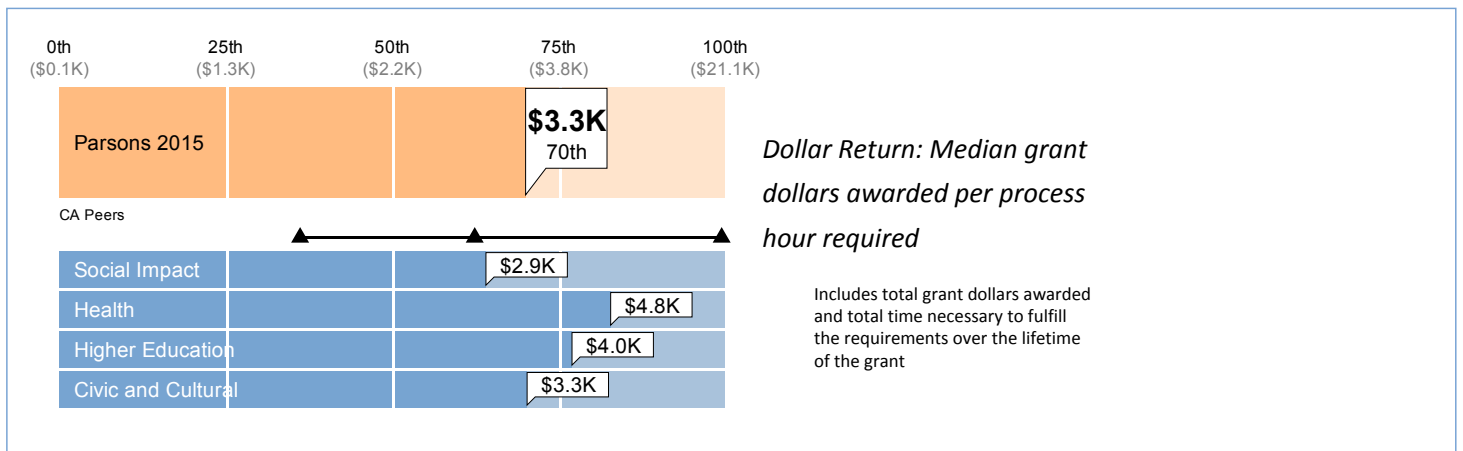 0th 25th 50th 75th 100th
($0.1K) ($1.3K) ($2.2K) ($3.8K) ($21.1K)
Parsons 2015
$3.3K
70th
CA Peers
Social Impact $2.9K
Health $4.8K
Higher Education $4.0K
Civic and Cultural $3.3K
Dollar Return: Median grant
dollars awarded per process
hour required
Includes total grant dollars awarded
and total time necessary to fulfill
the requirements over the lifetime
of the grant